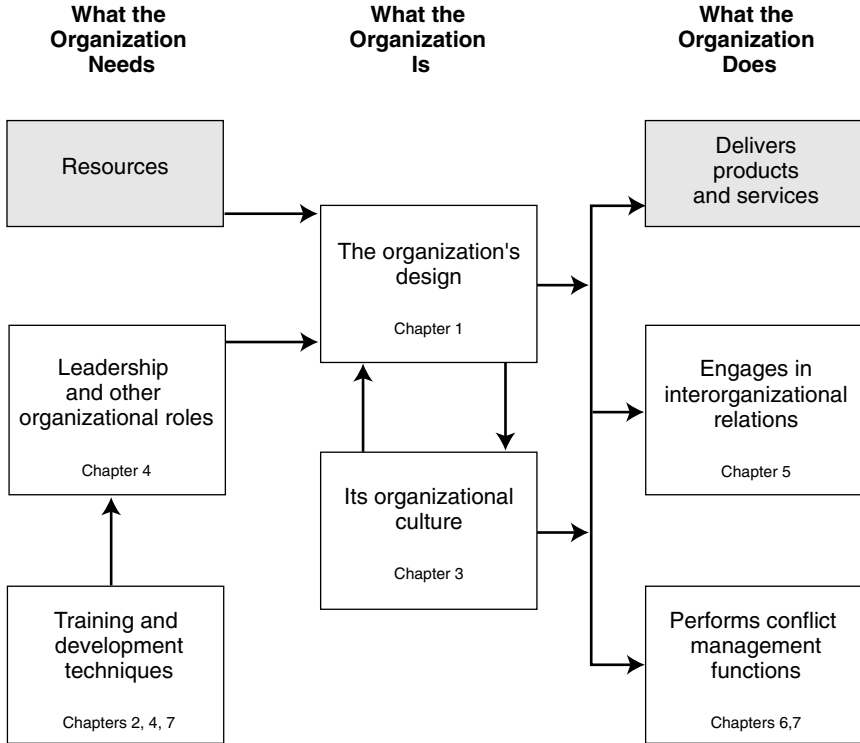 What the
Organization
Needs
What the
Organization
Is
What the
Organization
Does
Resources
Delivers
products
and services
The organization's
design
Chapter 1
Leadership
and other
organizational roles
Chapter 4
Engages in
interorganizational
relations
Chapter 5
Its organizational
culture
Chapter 3
Training and
development
techniques
Chapters 2, 4, 7
Performs conflict
management
functions
Chapters 6,7